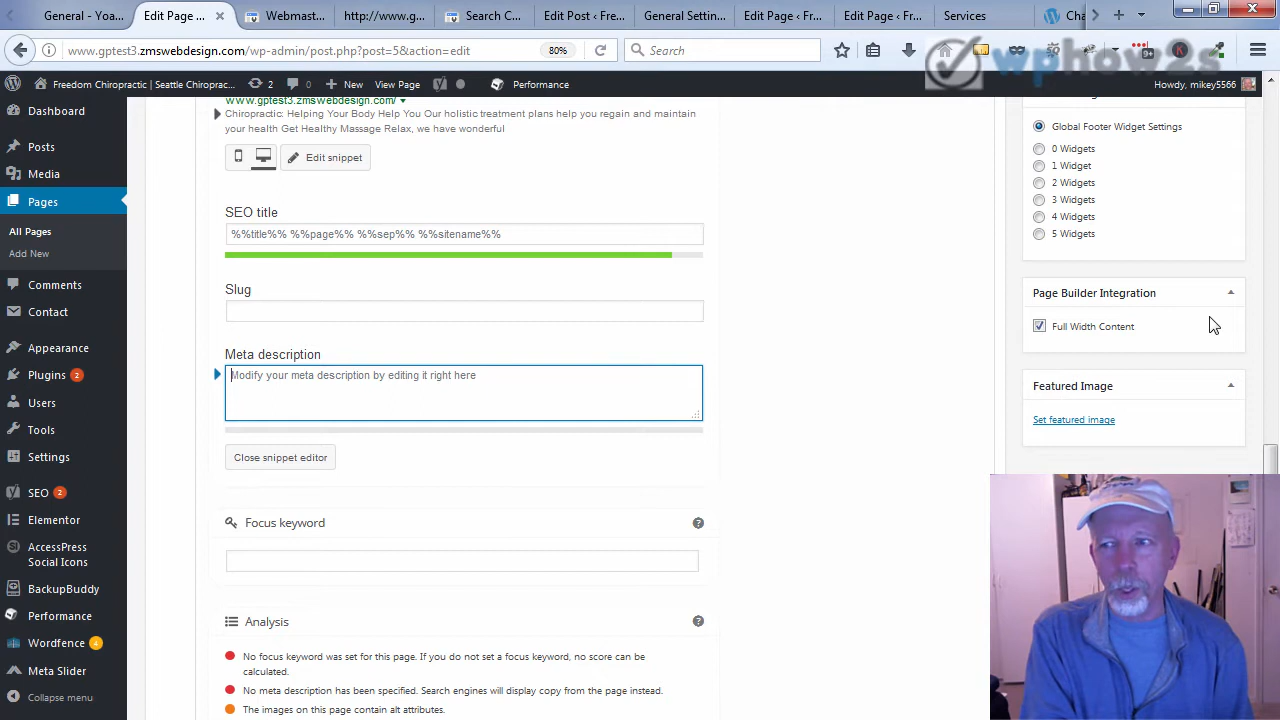 General - Yoa...
Edit Page ‹ Fr...
Webmast...
http://www.g...
Search C...
Edit Post ‹ Fre...
General Settin...
Edit Page ‹ Fr...
Edit Page ‹ Fr...
Services
Cha
www.gptest3.zmswebdesign.com/wp-admin/post.php?post=5&action=edit
80%
Search
9+
K
wphow2s
Freedom Chiropractic | Seattle Chiroprac...
1
New
View Page
Performance
Howdy, mikey5566
Dashboard
Posts
Media
Pages
All Pages
Add New
Comments
Contact
Appearance
Plugins 2
Users
Tools
Settings
SEO 2
Elementor
AccessPress
Social Icons
BackupBuddy
Performance
Wordfence 4
Meta Slider
Collapse menu
www.gptest3.zmswebdesign.com/
Chiropractic: Helping Your Body Help You Our holistic treatment plans help you regain and maintain
your health Get Healthy Massage Relax, we have wonderful
Edit snippet
SEO title
%%title%% %%page%% %%sep%% %%sitename%%
Slug
Meta description
Modify your meta description by editing it right here
Close snippet editor
Focus keyword
Analysis
No focus keyword was set for this page. If you do not set a focus keyword, no score can be
calculated.
No meta description has been specified. Search engines will display copy from the page instead.
The images on this page contain alt attributes.
Global Footer Widget Settings
0 Widgets
1 Widget
2 Widgets
3 Widgets
4 Widgets
5 Widgets
Page Builder Integration
Full Width Content
Featured Image
Set featured image